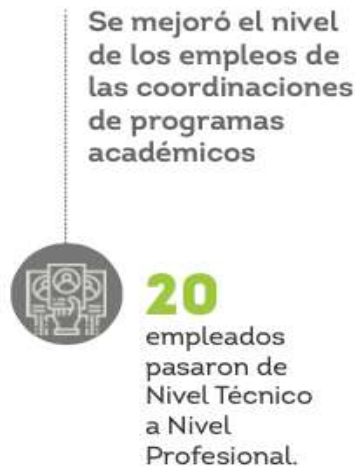 Se mejoró el nivel
de los empleos de
las coordinaciones
de programas
académicos
20
empleados
pasaron de
Nivel Técnico
a Nivel
Profesional.